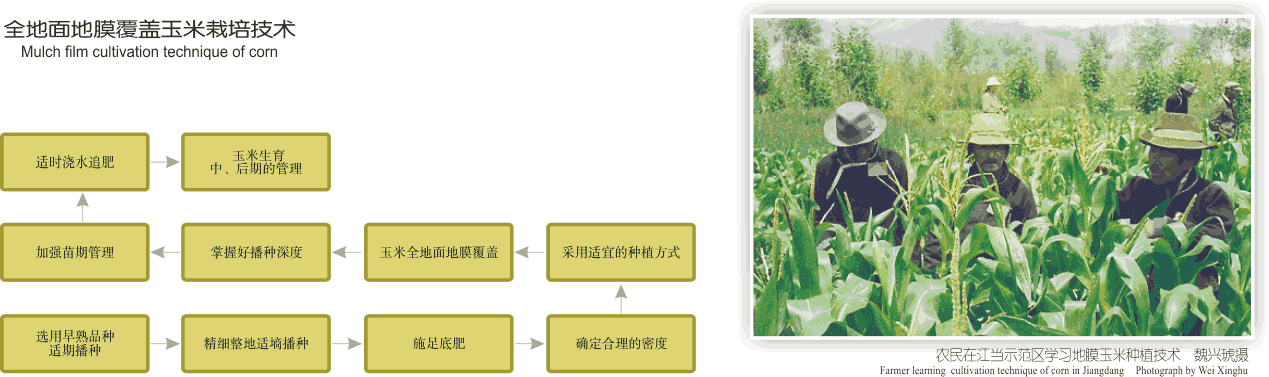 全地面地膜覆盖玉米栽培技术
Mulch film cultivation technique of corn
适时浇水追肥
玉米生育
中、后期的管理
加强苗期管理
掌握好播种深度
玉米全地面地膜覆盖
采用适宜的种植方式
选用早熟品种
适期播种
精细整地适墒播种
施足底肥
确定合理的密度
农民在江当示范区学习地膜玉米种植技术 魏兴琥摄
Farmer learning cultivation technique of corn in Jiangdang Photograph by Wei Xinghu